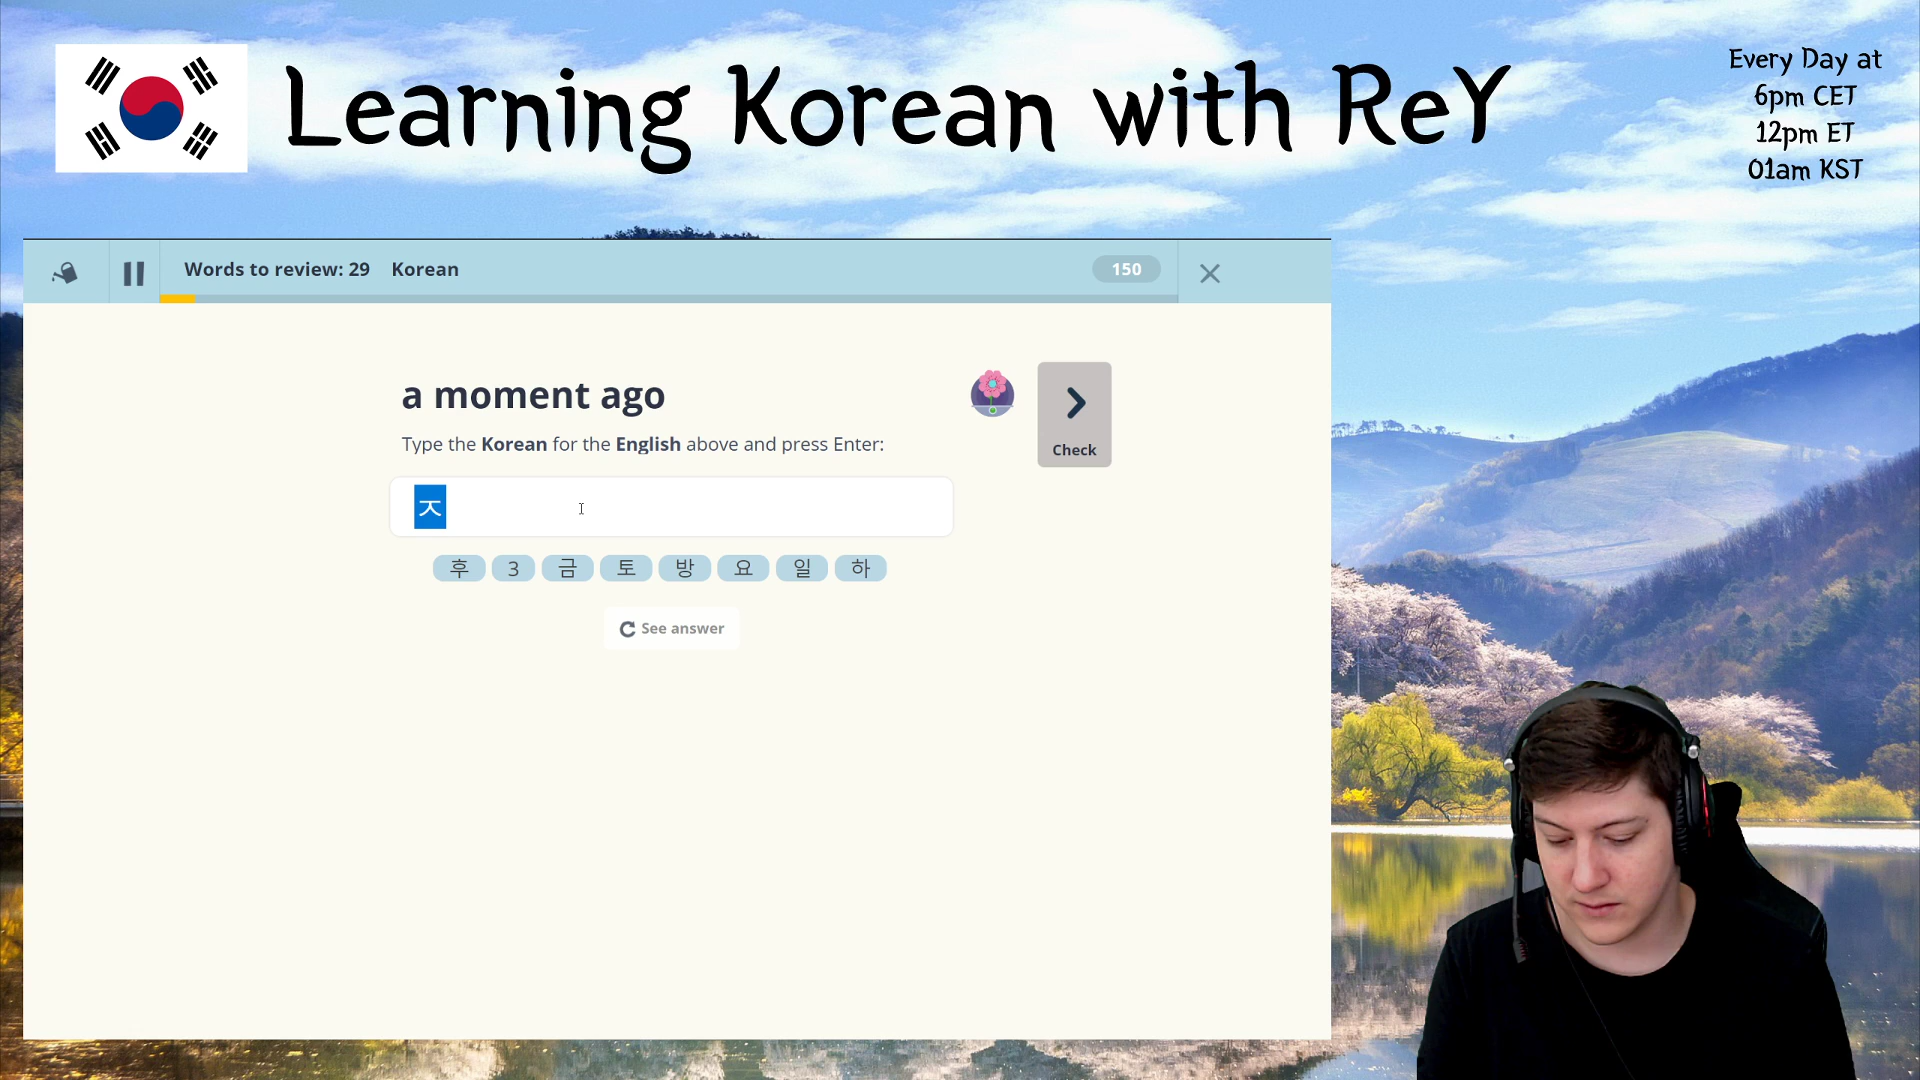 Learning Korean with ReY
Every Day at
6pm CET
12pm ET
01am KST
Words to review: 29 Korean
150
a moment ago
Type the Korean for the English above and press Enter:
ㅈ
후 3 금 토 방 요 일 하
See answer
Check